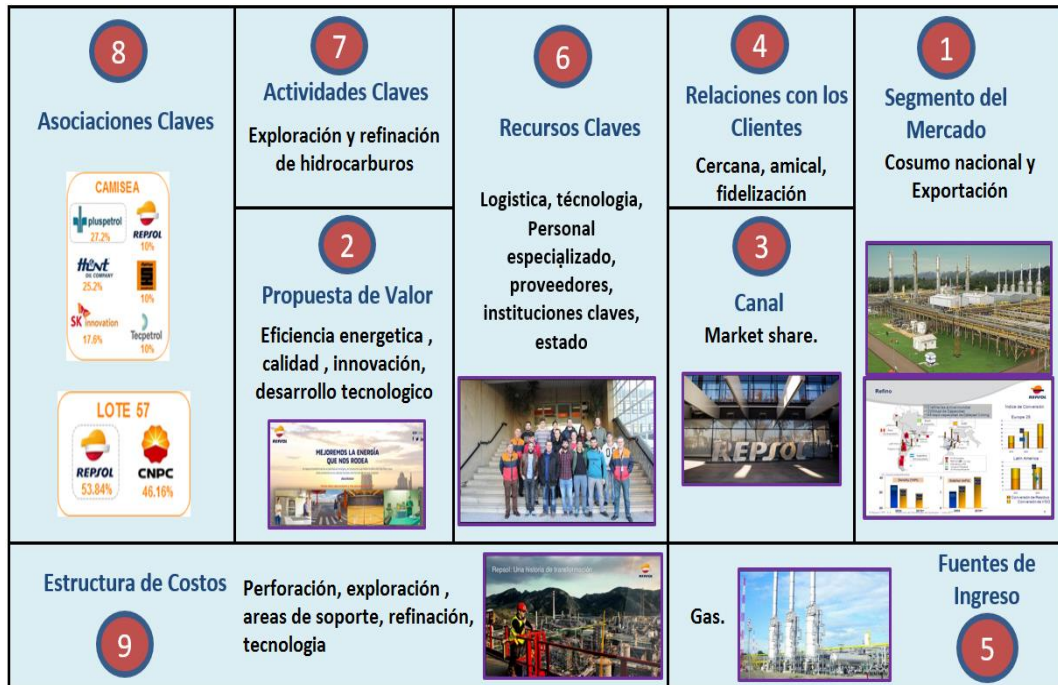 8
Asociaciones Claves
CAMISEA
pluspetrol
27.2%
REPSOL
10%
Hunt
OIL COMPANY
25.2%
10%
SK innovation
17.6%
Tecpetrol
10%
LOTE 57
REPSOL
53.84%
CNPC
46.16%
7
Actividades Claves
Exploración y refinación
de hidrocarburos
2
Propuesta de Valor
Eficiencia energetica ,
calidad , innovación,
desarrollo tecnologico
REPSOL
MEJOREMOS LA ENERGÍA
QUE NOS RODEA
6
Recursos Claves
Logistica, técnologia,
Personal
especializado,
proveedores,
instituciones claves,
estado
4
Relaciones con los
Clientes
Cercana, amical,
fidelización
3
Canal
Market share.
REPSOL
1
Segmento del
Mercado
Cosumo nacional y
Exportación
Refino
REPSOL
Estructura de Costos
9
Perforación, exploración ,
areas de soporte, refinación,
tecnologia
Repsol: Una historia de transformación
Gas.
Fuentes de
Ingreso
5